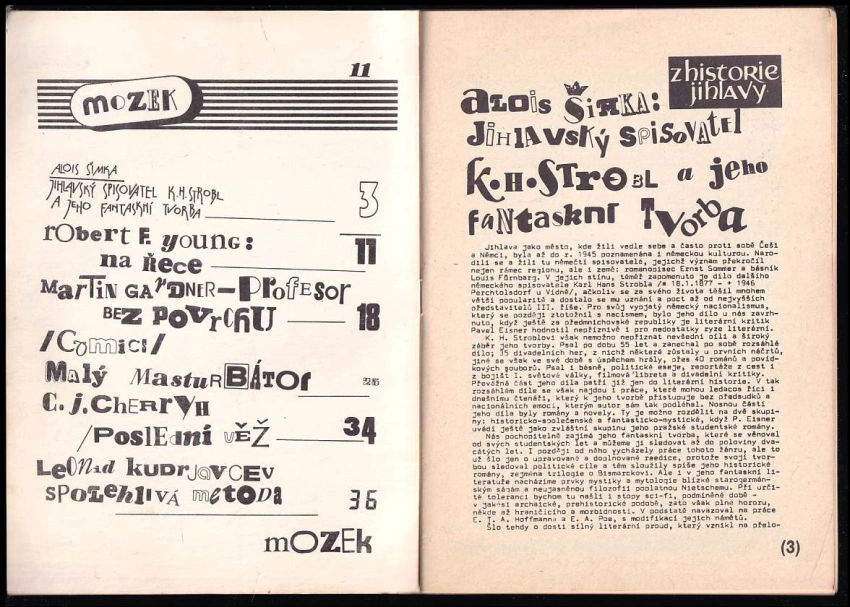 11
mozEK
ALOIS ŠIMKA
JIHLAVSKÝ SPISOVATEL K.H. STROBL
A JEHO FANTASKNÍ TVORBA 3
rObert F. young:
na řece 11
Martin GARDNER — Profesor
BEZ POVrCHU 18
/Comics/
Malý MasturBÁTOr 25
C. J. CHERRYH
/PoslEdní VĚŽ 34
LeOnid KUDRJAVCEV
SPOLEHLIVÁ metoda 36
mOZEk
z historie
jihlavy
aLois ŠIMKA:
JIHLAVSKÝ SPISOVATEL
K.H. STROBL a jeho
faNtasknı Tvorba
Jihlava jako město, kde žili vedle sebe a často proti sobě Češi
a Němci, byla až do r. 1945 poznamenána i německou kulturou. Naro-
dili se a žili tu němečtí spisovatelé, jejichž význam překročil
nejen rámec regionu, ale i země: romanopisec Ernst Sommer a básník
Louis Fürnberg. V jejich stínu, téměř zapomenuto je dílo dalšího
německého spisovatele Karl Hans Strobla /* 18.1.1877 - + 1946
Perchtolsdorf u Vídně/, ačkoliv se za svého života těšil mnohem
větší popularitě a dostalo se mu uznání a poct až od nejvyšších
představitelů III. říše. Pro svůj vypjatý německý nacionalismus,
který se později ztotožnil s nacismem, bylo jeho dílo u nás zavrh-
nuto, když ještě za předmnichovské republiky je literární kritik
Pavel Eisner hodnotil nepříznivě i pro nedostatky ryze literární.
K. H. Stroblovi však nemožno nepřiznat nevšední píli a široký
záběr jeho tvorby. Psal po dobu 55 let a zanechal po sobě rozsáhlé
dílo; 35 divadelních her, z nichž některé zůstaly u prvních náčrtů,
jiné se však ve své době s úspěchem hrály, přes 40 románů a povíd-
kových souborů. Psal i básně, politické eseje, reportáže z cest i
z bojišť I. světové války, filmová libreta a divadelní kritiky.
Převážná část jeho díla patří již jen do literární historie. V tak
rozsáhlém díle se však najdou i práce, které mohou ledacos říci i
dnešnímu čtenáři, který k jeho tvorbě přistupuje bez předsudků a
nacionálních emocí, kterým autor sám tak podléhal. Nosnou částí
jeho díla byly romány a novely. Ty je možno rozdělit na dvě skupi-
ny: historicko-společenské a fantasticko-mystické, když P. Eisner
uvádí ještě jako zvláštní skupinu jeho pražské studentské romány.
Nás pochopitelně zajímá jeho fantaskní tvorba, které se věnoval
od svých studentských let a můžeme ji sledovat až do poloviny dva-
cátých let. I později od něho vycházely práce tohoto žánru, ale to
už šlo jen o upravované a doplňované reedice, protože svojí tvor-
bou sledoval politické cíle a těm sloužily spíše jeho historické
romány, zejména trilogie o Bismarckovi. Ale i v jeho fantaskní li-
teratuře nacházíme prvky mystiky a mytologie blízké starogermán-
ským ságám a neujasněnou filozofii poplatnou Nietschemu. Při urči-
té toleranci bychom tu našli i stopy sci-fi, podmíněné době -
v jakési archaické, prehistorické podobě, zato však plné hororu,
někde až hraničícího a morbidností. V podstatě navazoval na práce
E. T. A. Hoffmanna a E. A. Poe, s modifikací jejich námětů.
Šlo tehdy o dosti silný literární proud, který vznikl na přelo-
(3)